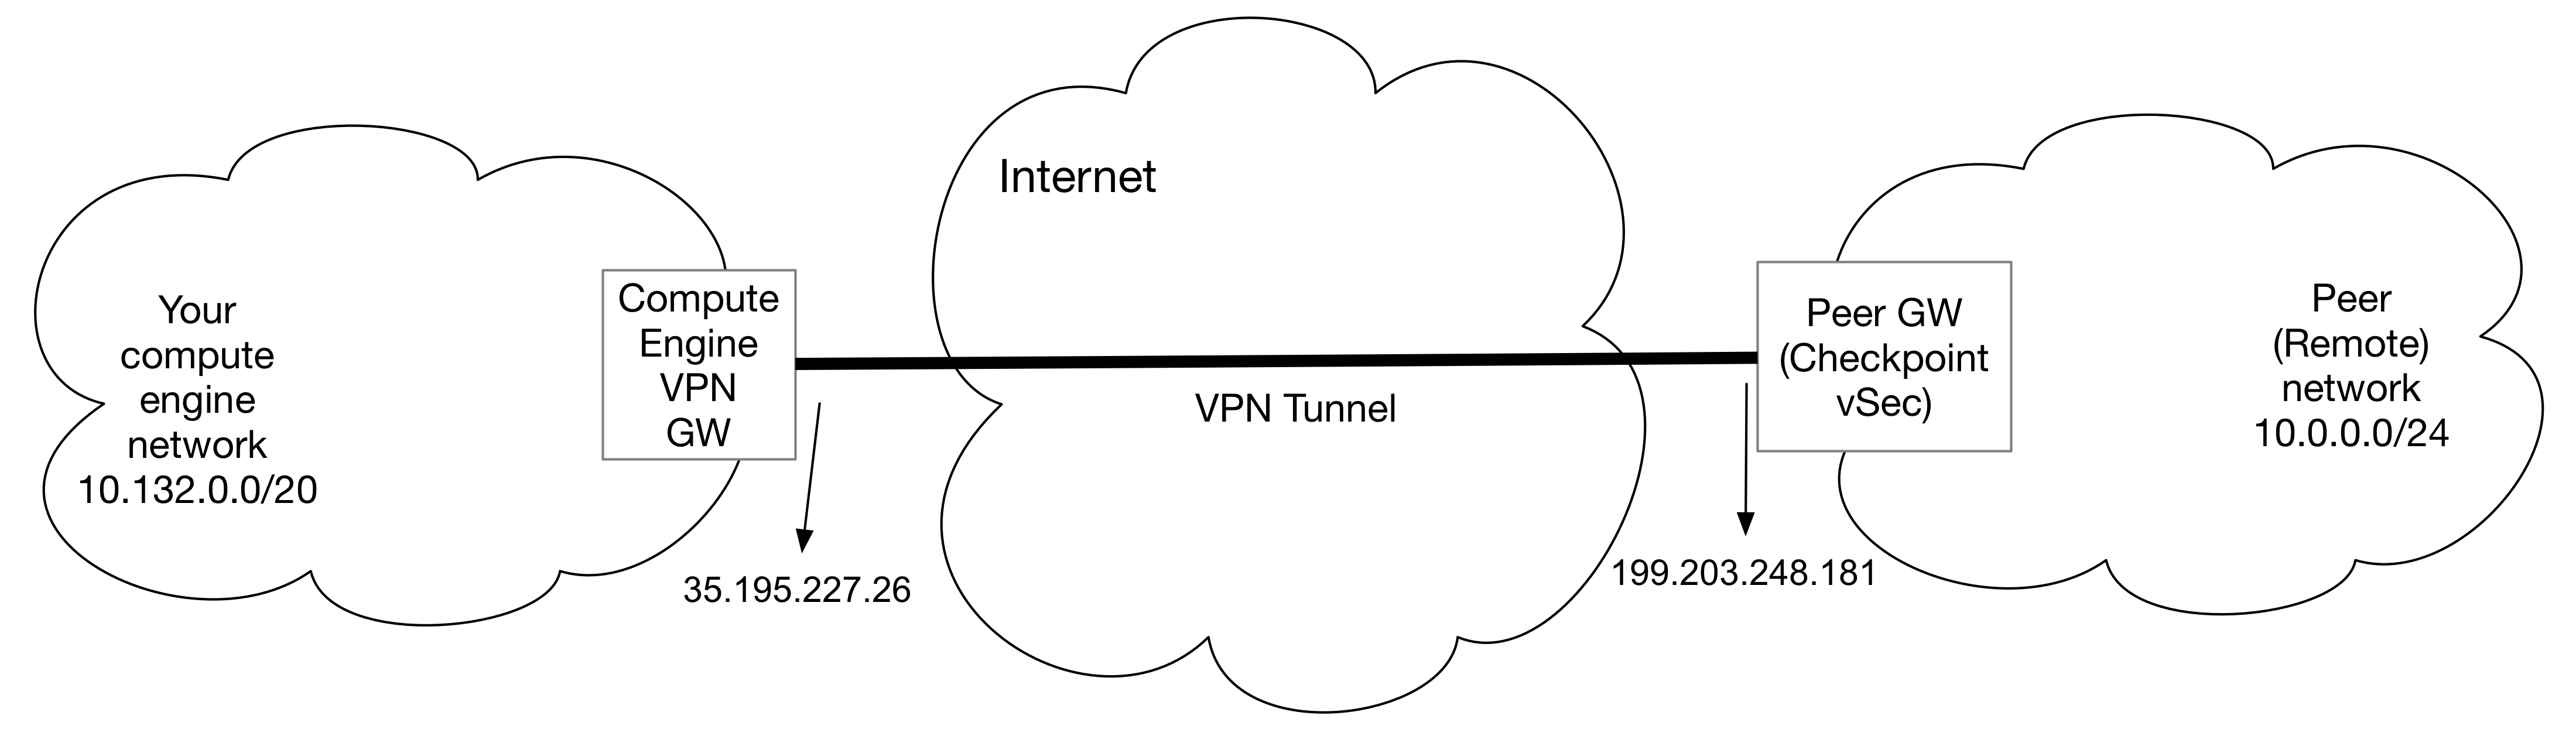 Your
compute
engine
network
10.132.0.0/20
Compute
Engine
VPN
GW
35.195.227.26
Internet
VPN Tunnel
199.203.248.181
Peer GW
(Checkpoint
vSec)
Peer
(Remote)
network
10.0.0.0/24